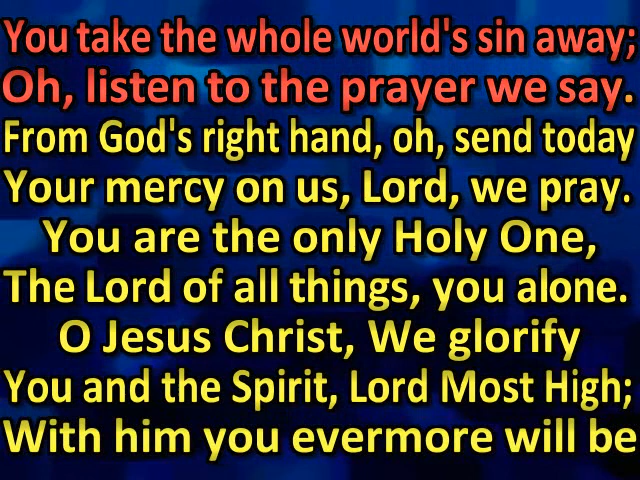 You take the whole world's sin away;
Oh, listen to the prayer we say.
From God's right hand, oh, send today
Your mercy on us, Lord, we pray.
You are the only Holy One,
The Lord of all things, you alone.
O Jesus Christ, We glorify
You and the Spirit, Lord Most High;
With him you evermore will be